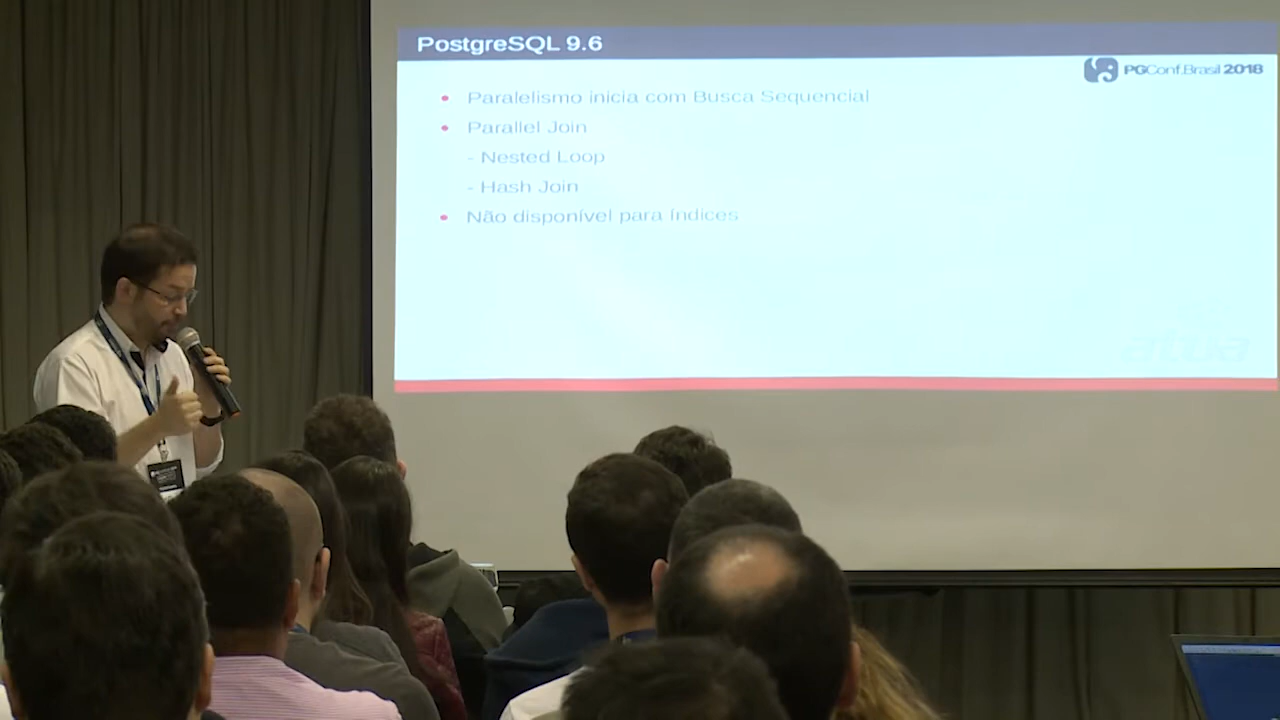 PostgreSQL 9.6
PGConf.Brasil 2018
• Paralelismo inicia com Busca Sequencial
• Parallel Join
- Nested Loop
- Hash Join
• Não disponível para índices